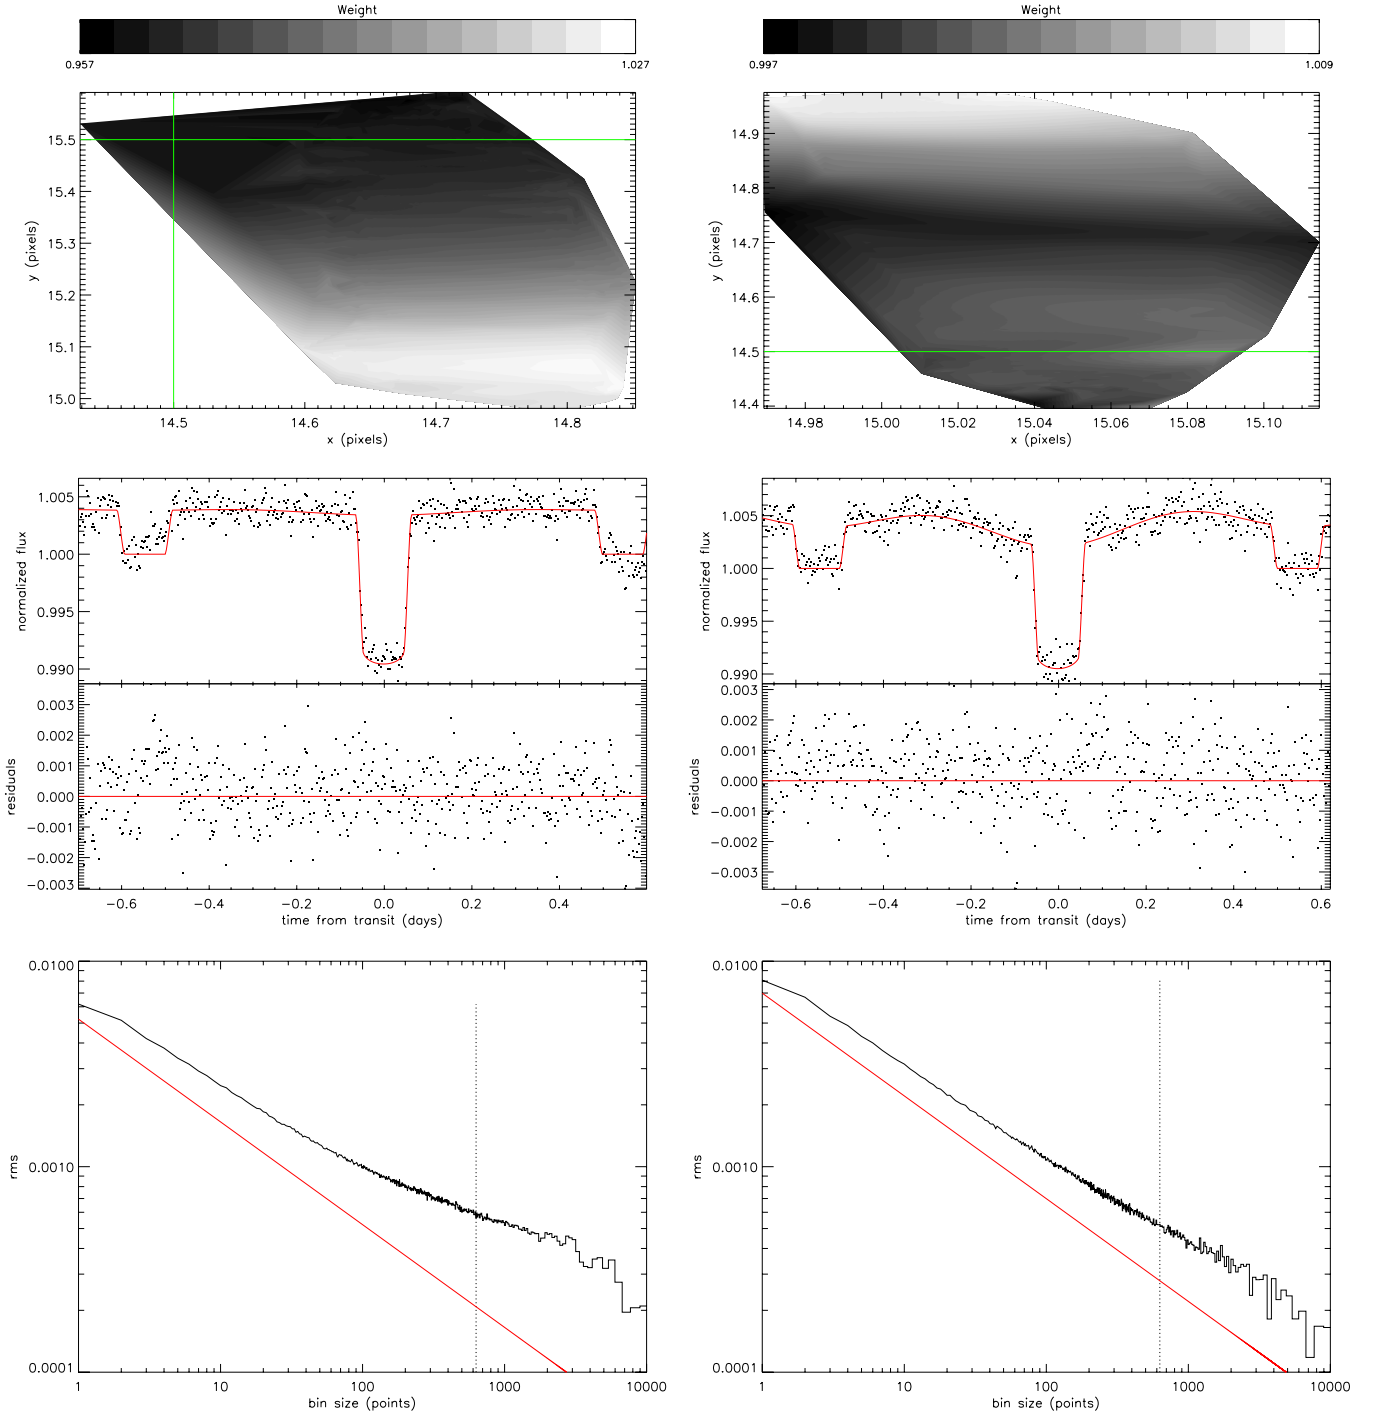 Weight
0.957 1.027
15.5
15.4
15.3
15.2
15.1
15.0
y (pixels)
14.5 14.6 14.7 14.8
x (pixels)
Weight
0.997 1.009
14.9
14.8
14.7
14.6
14.5
14.4
y (pixels)
14.98 15.00 15.02 15.04 15.06 15.08 15.10
x (pixels)
1.005
1.000
0.995
0.990
normalized flux
0.003
0.002
0.001
0.000
−0.001
−0.002
−0.003
residuals
−0.6 −0.4 −0.2 0.0 0.2 0.4
time from transit (days)
1.005
1.000
0.995
0.990
normalized flux
0.003
0.002
0.001
0.000
−0.001
−0.002
−0.003
residuals
−0.6 −0.4 −0.2 0.0 0.2 0.4 0.6
time from transit (days)
0.0100
0.0010
0.0001
rms
1 10 100 1000 10000
bin size (points)
0.0100
0.0010
0.0001
rms
1 10 100 1000 10000
bin size (points)